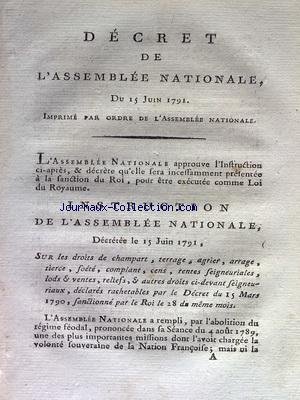 DÉCRET
DE
L'ASSEMBLÉE NATIONALE,
Du 15 Juin 1791.
Imprimé par ordre de l'Assemblée Nationale.
L'Assemblée Nationale approuve l'Instruction
ci-après, & décrète qu'elle sera incessamment présentée
à la sanction du Roi, pour être exécutée comme Loi
du Royaume.
INSTRUCTION
DE L'ASSEMBLÉE NATIONALE,
Décrétée le 15 Juin 1791,
Sur les droits de champart, terrage, agrier, arrage,
tierce, soété, complant, cens, rentes seigneuriales,
lods & ventes, reliefs, & autres droits ci-devant seigneu-
riaux, déclarés rachetables par le Décret du 15 Mars
1790, sanctionné par le Roi le 28 du même mois.
L'Assemblée Nationale a rempli, par l'abolition du
régime féodal, prononcée dans sa Séance du 4 août 1789,
une des plus importantes missions dont l'avoit chargée la
volonté souveraine de la Nation Françoise; mais ni la
A
www.collectionsjfm.com